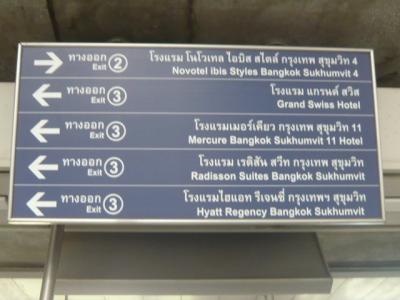 ทางออก
Exit 2
โรงแรม โนโวเทล ไอบิส สไตล์ กรุงเทพ สุขุมวิท 4
Novotel ibis Styles Bangkok Sukhumvit 4
ทางออก
Exit 3
โรงแรม แกรนด์ สวิส
Grand Swiss Hotel
ทางออก
Exit 3
โรงแรมเมอร์เคียว กรุงเทพ สุขุมวิท 11
Mercure Bangkok Sukhumvit 11 Hotel
ทางออก
Exit 3
โรงแรม เรดิสัน สวีท กรุงเทพ สุขุมวิท
Radisson Suites Bangkok Sukhumvit
ทางออก
Exit 3
โรงแรมไฮแอท รีเจนซี่ กรุงเทพฯ สุขุมวิท
Hyatt Regency Bangkok Sukhumvit